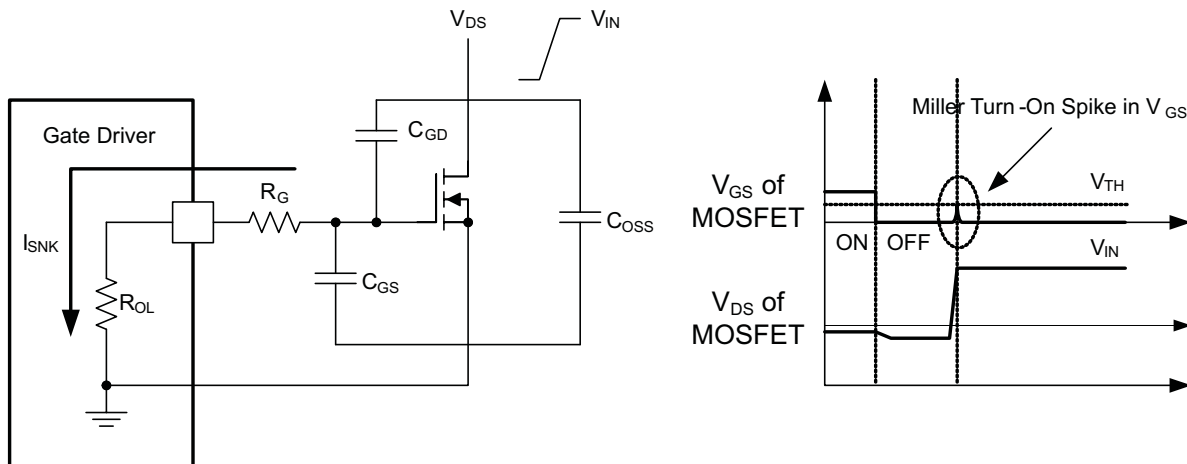 V_DS
V_IN
Gate Driver
C_GD
R_G
C_OSS
I_SNK
C_GS
R_OL
Miller Turn -On Spike in V_GS
V_GS of
MOSFET
V_TH
ON
OFF
V_IN
V_DS of
MOSFET